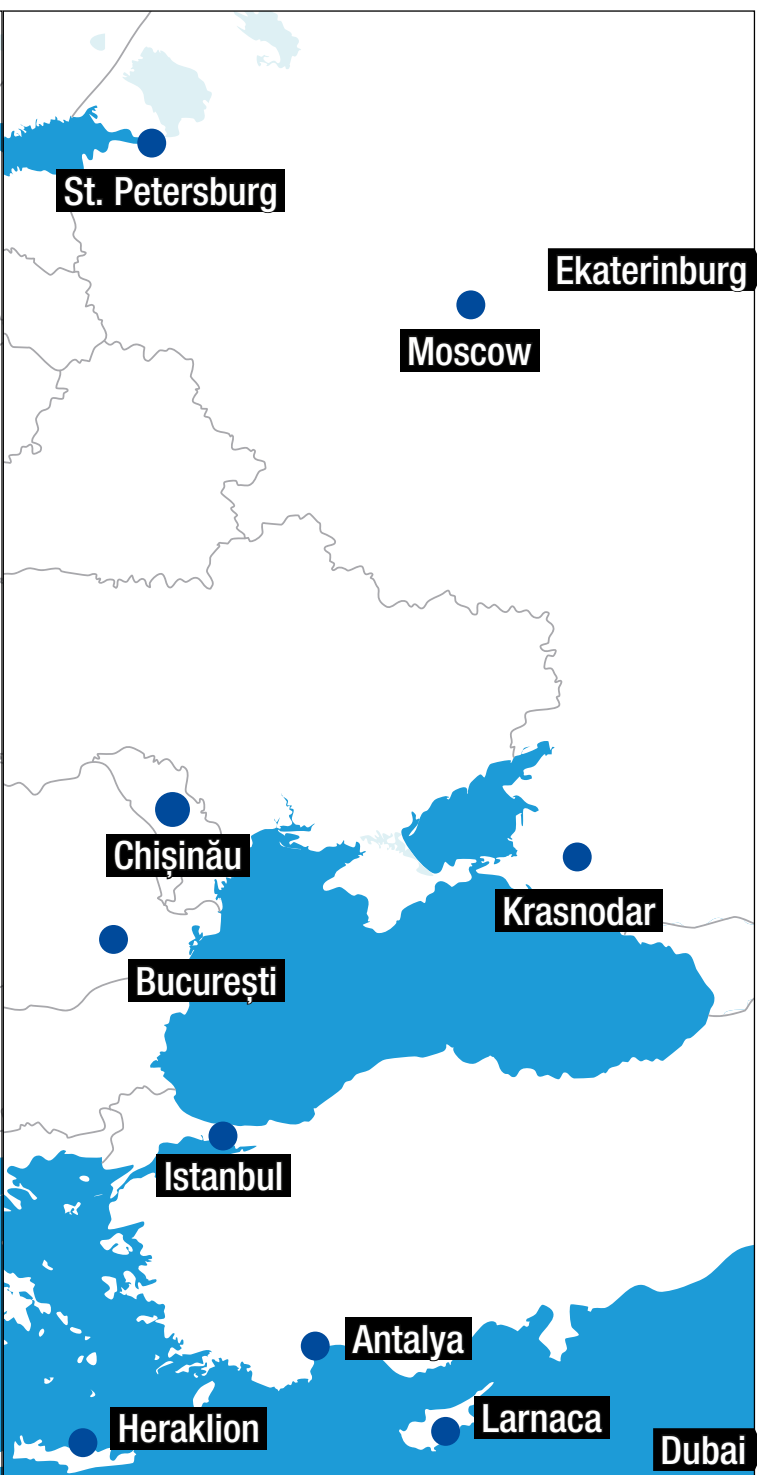 St. Petersburg
Ekaterinburg
Moscow
Chișinău
Krasnodar
București
Istanbul
Antalya
Larnaca
Heraklion
Dubai